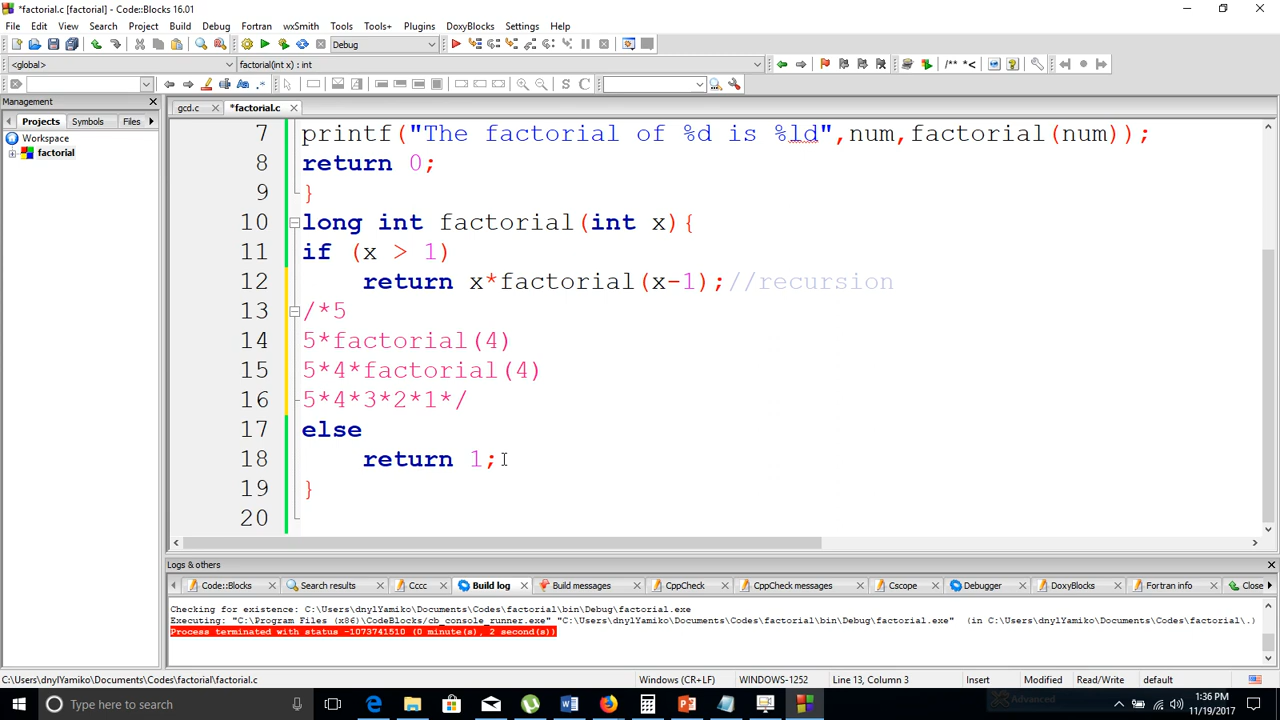 *factorial.c [factorial] - Code::Blocks 16.01
File Edit View Search Project Build Debug Fortran wxSmith Tools Tools+ Plugins DoxyBlocks Settings Help
Debug
<global> factorial(int x) : int
/** *<
S C
Management
Projects Symbols Files
Workspace
factorial
gcd.c *factorial.c
7 printf("The factorial of %d is %ld",num,factorial(num));
8 return 0;
9 }
10 long int factorial(int x){
11 if (x > 1)
12 return x*factorial(x-1);//recursion
13 /*5
14 5*factorial(4)
15 5*4*factorial(4)
16 5*4*3*2*1*/
17 else
18 return 1;
19 }
20
Logs & others
Code::Blocks Search results Cccc Build log Build messages CppCheck CppCheck messages Cscope Debugger DoxyBlocks Fortran info Close
Checking for existence: C:\Users\dnylYamiko\Documents\Codes\factorial\bin\Debug\factorial.exe
Executing: "C:\Program Files (x86)\CodeBlocks/cb_console_runner.exe" "C:\Users\dnylYamiko\Documents\Codes\factorial\bin\Debug\factorial.exe" (in C:\Users\dnylYamiko\Documents\Codes\factorial\.)
Process terminated with status -1073741510 (0 minute(s), 2 second(s))
C:\Users\dnylYamiko\Documents\Codes\factorial\factorial.c Windows (CR+LF) WINDOWS-1252 Line 13, Column 3 Insert Modified Read/Write default
Type here to search
Advanced
1:36 PM
11/19/2017